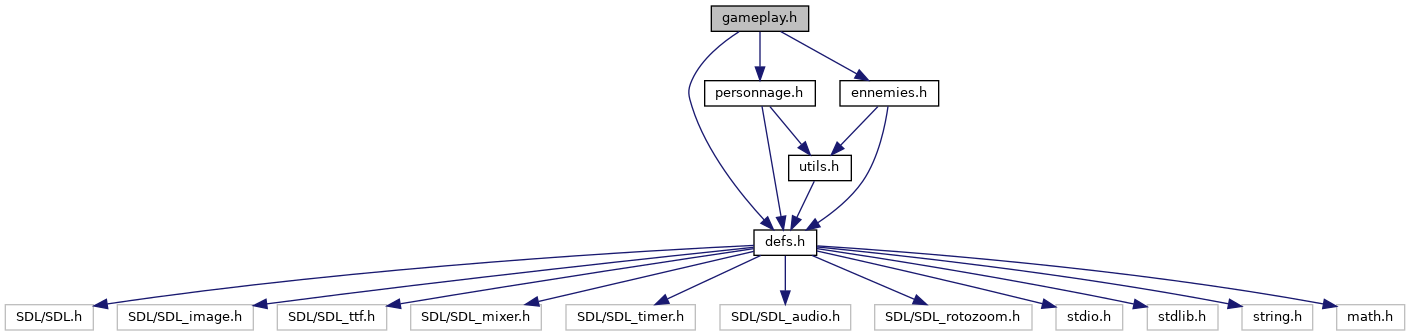 gameplay.h
personnage.h
ennemies.h
utils.h
defs.h
SDL/SDL.h
SDL/SDL_image.h
SDL/SDL_ttf.h
SDL/SDL_mixer.h
SDL/SDL_timer.h
SDL/SDL_audio.h
SDL/SDL_rotozoom.h
stdio.h
stdlib.h
string.h
math.h